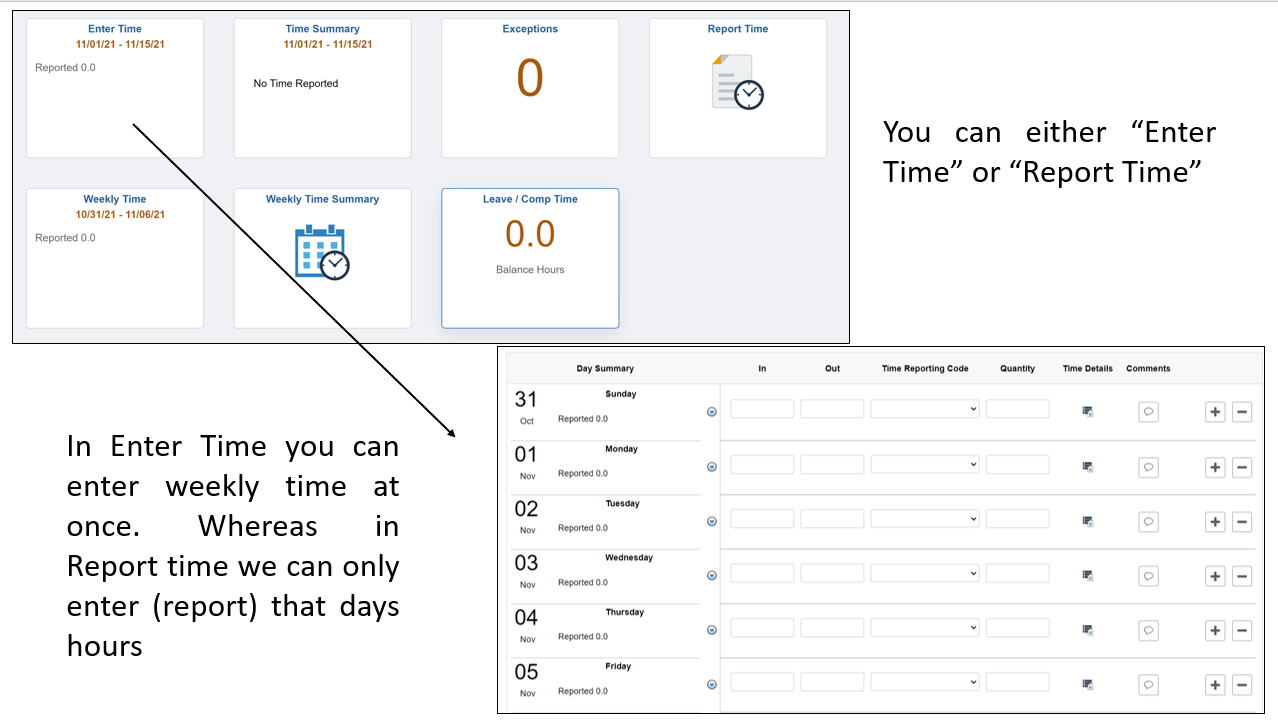 Enter Time
11/01/21 - 11/15/21
Reported 0.0
Time Summary
11/01/21 - 11/15/21
No Time Reported
Exceptions
0
Report Time
Weekly Time
10/31/21 - 11/06/21
Reported 0.0
Weekly Time Summary
Leave / Comp Time
0.0
Balance Hours
You can either “Enter
Time” or “Report Time”
In Enter Time you can
enter weekly time at
once. Whereas in
Report time we can only
enter (report) that days
hours
Day Summary In Out Time Reporting Code Quantity Time Details Comments
31 Sunday
Oct Reported 0.0
01 Monday
Nov Reported 0.0
02 Tuesday
Nov Reported 0.0
03 Wednesday
Nov Reported 0.0
04 Thursday
Nov Reported 0.0
05 Friday
Nov Reported 0.0